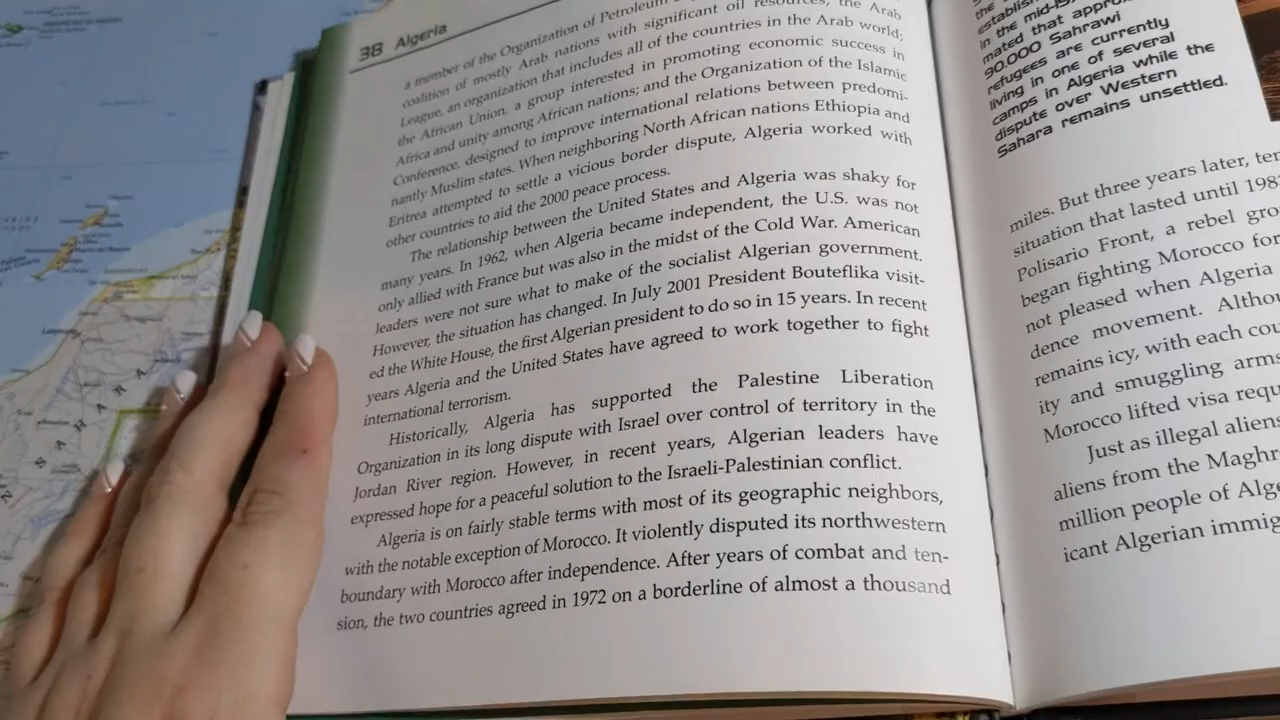 38 Algeria
a member of the Organization of Petroleum
coalition of mostly Arab nations with significant oil resources; the Arab
League, an organization that includes all of the countries in the Arab world;
the African Union, a group interested in promoting economic success in
Africa and unity among African nations; and the Organization of the Islamic
Conference, designed to improve international relations between predomi-
nantly Muslim states. When neighboring North African nations Ethiopia and
Eritrea attempted to settle a vicious border dispute, Algeria worked with
other countries to aid the 2000 peace process.
The relationship between the United States and Algeria was shaky for
many years. In 1962, when Algeria became independent, the U.S. was not
only allied with France but was also in the midst of the Cold War. American
leaders were not sure what to make of the socialist Algerian government.
However, the situation has changed. In July 2001 President Bouteflika visit-
ed the White House, the first Algerian president to do so in 15 years. In recent
years Algeria and the United States have agreed to work together to fight
international terrorism.
Historically, Algeria has supported the Palestine Liberation
Organization in its long dispute with Israel over control of territory in the
Jordan River region. However, in recent years, Algerian leaders have
expressed hope for a peaceful solution to the Israeli-Palestinian conflict.
Algeria is on fairly stable terms with most of its geographic neighbors,
with the notable exception of Morocco. It violently disputed its northwestern
boundary with Morocco after independence. After years of combat and ten-
sion, the two countries agreed in 1972 on a borderline of almost a thousand
in the mid-19
mated that appro
90,000 Sahrawi
refugees are currently
living in one of several
camps in Algeria while the
dispute over Western
Sahara remains unsettled.
miles. But three years later, ten
situation that lasted until 198
Polisario Front, a rebel gro
began fighting Morocco for
not pleased when Algeria
dence movement. Althou
remains icy, with each cou
ity and smuggling arms
Morocco lifted visa requ
Just as illegal aliens
aliens from the Maghr
million people of Alge
icant Algerian immig